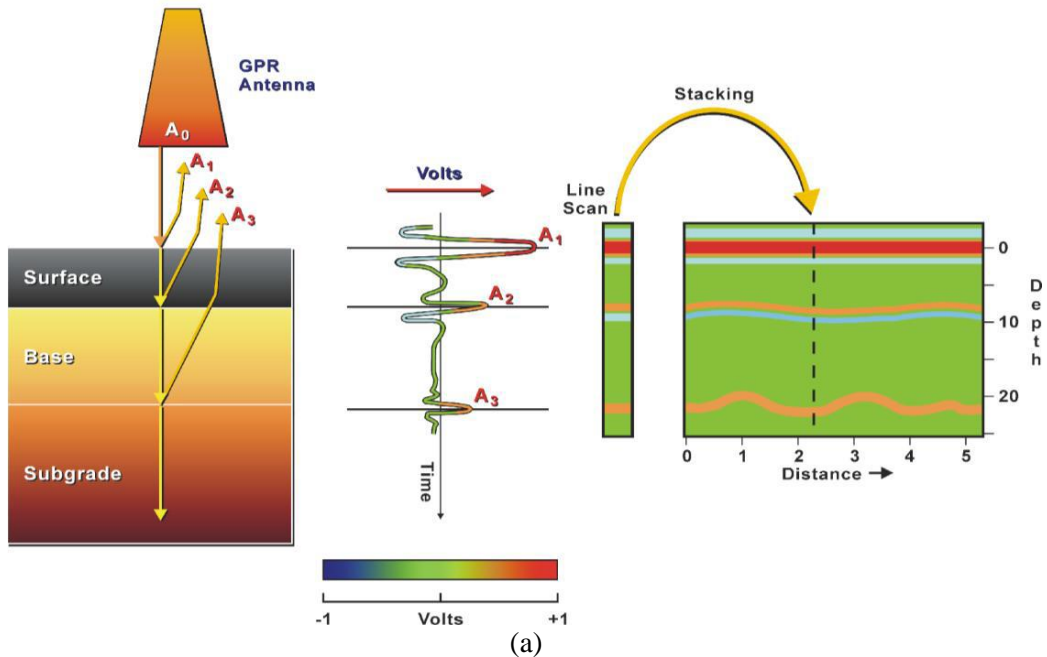 GPR
Antenna
A0
A1
A2
A3
Surface
Base
Subgrade
Volts
A1
A2
A3
Time
-1 Volts +1
Stacking
Line
Scan
0
10
20
Depth
0 1 2 3 4 5
Distance
(a)